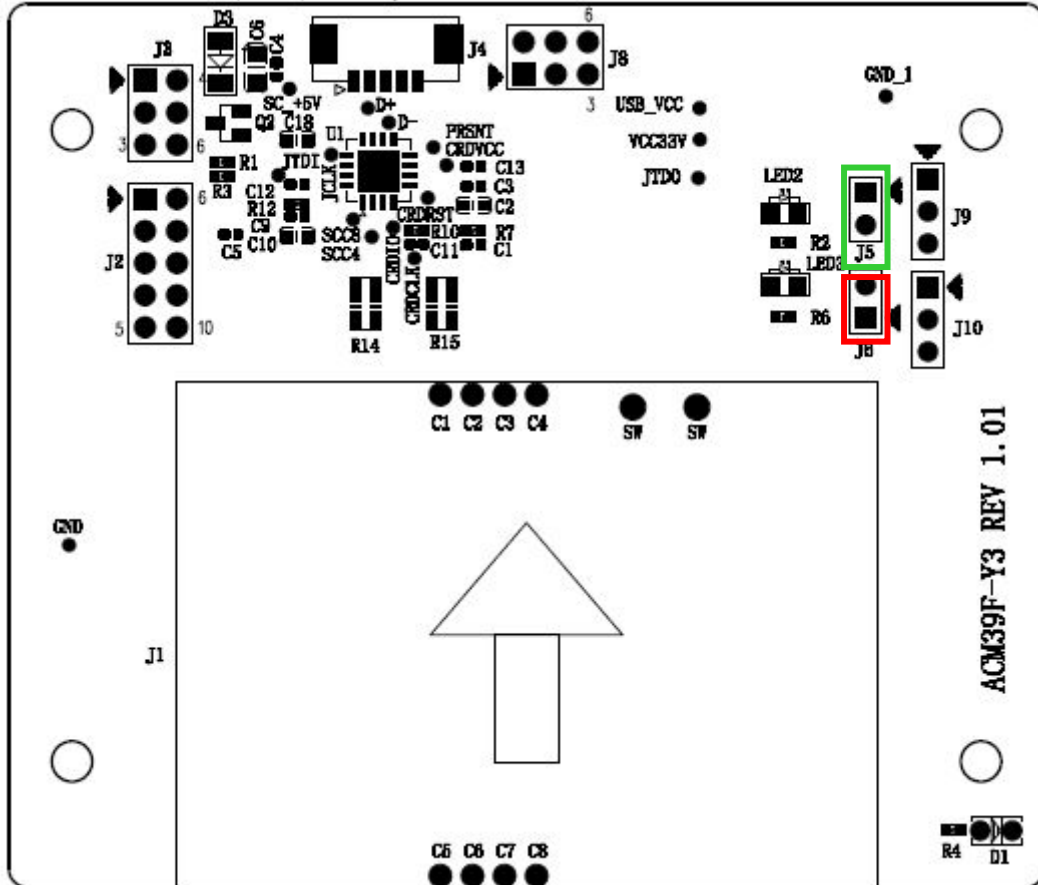 D3
C6
C4
J3
4
3
6
SC_+5V
Q2
C18
R1
R3
JTDI
J4
D+
D-
U1
JCLK
6
J8
3
PRSNT
CRDVCC
C13
C3
C2
CRDRST
R10
R7
C11
C1
C12
R12
C9
C10
C5
SCC8
SCC4
CRDIO
CRDCLK
6
J2
5
10
R14
R15
USB_VCC
VCC33V
JTDO
GND_1
LED2
R2
LED3
R6
J5
J6
J9
J10
C1 C2 C3 C4
SW SW
GND
J1
ACM39F-Y3 REV 1.01
C5 C6 C7 C8
R4
D1